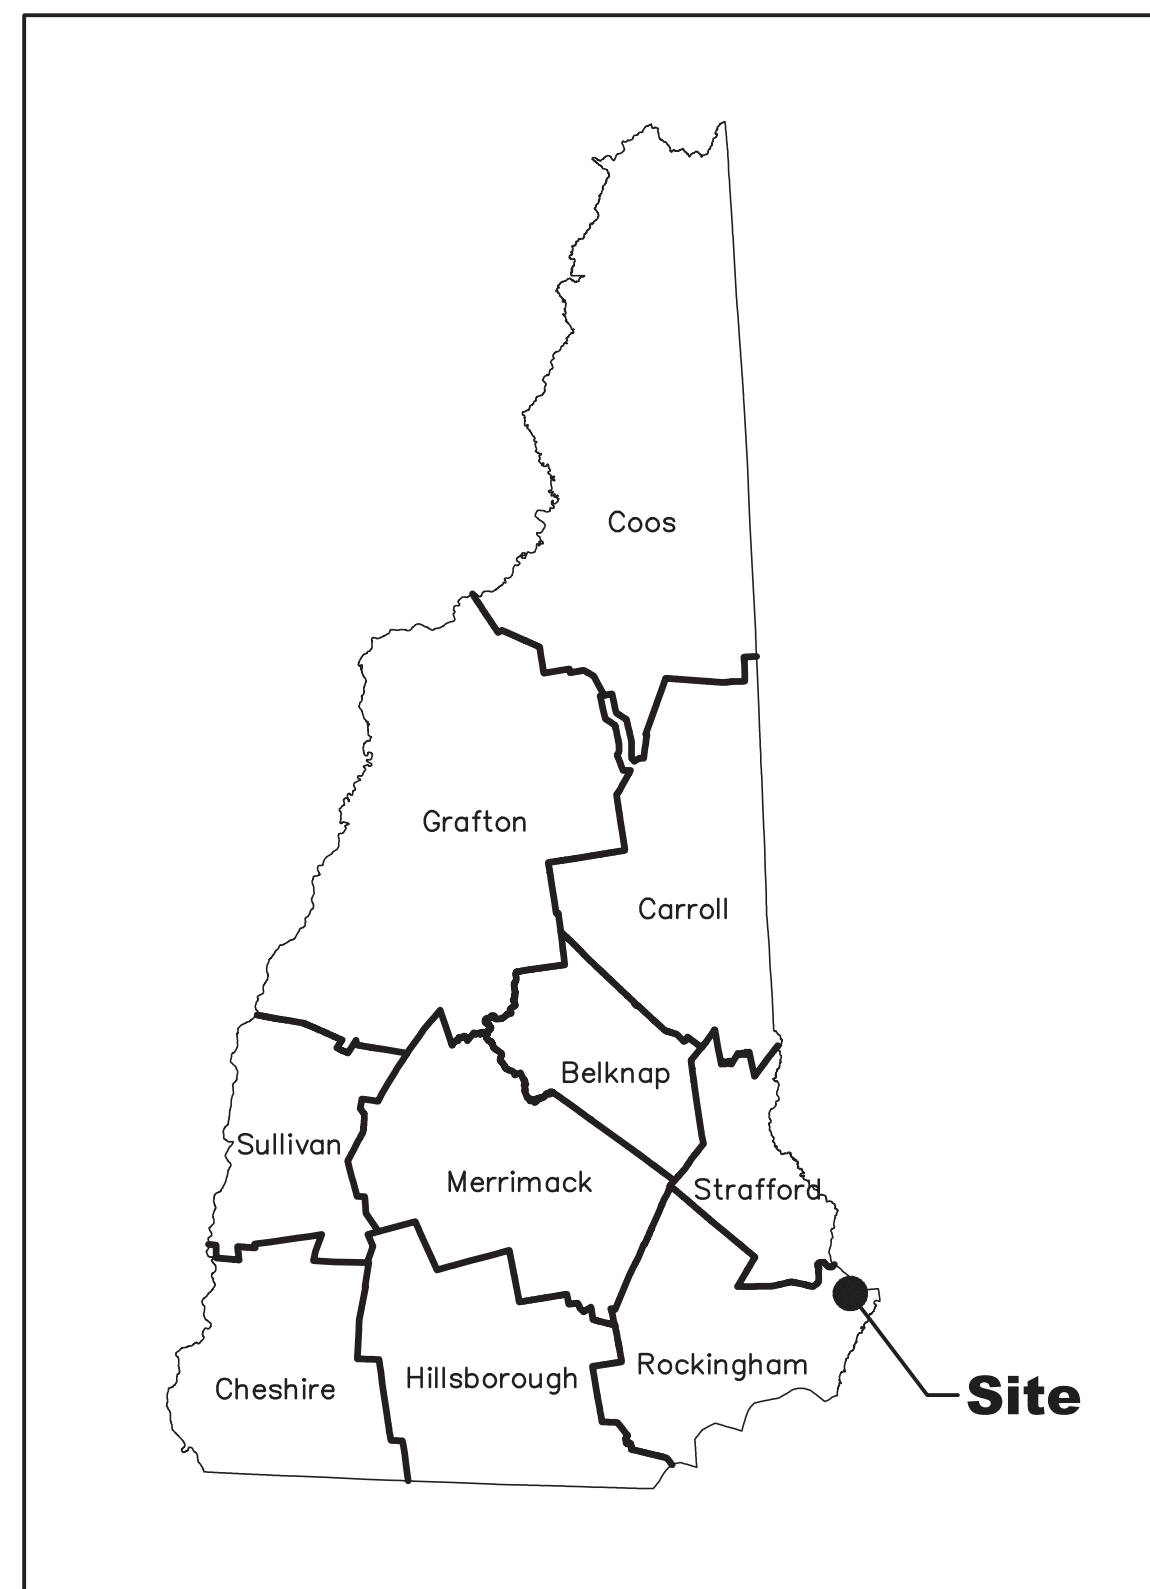 Coos
Grafton
Carroll
Belknap
Sullivan
Merrimack
Strafford
Rockingham
Hillsborough
Cheshire
Site